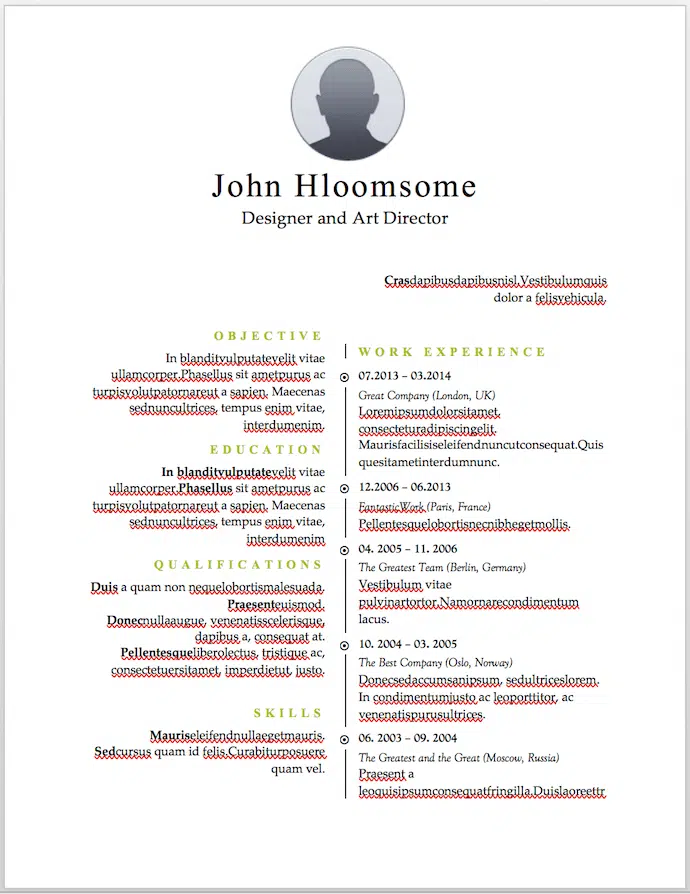 John Hloomsome
Designer and Art Director
Crasdapibusdapibusnisl.Vestibulumquis
dolor a felisvehicula.
OBJECTIVE
In blanditvulputatevelit vitae
ullamcorper.Phasellus sit ametpurus ac
turpisvolutpatornareut a sapien. Maecenas
sednuncultrices, tempus enim vitae,
interdumenim.
EDUCATION
In blanditvulputatevelit vitae
ullamcorper.Phasellus sit ametpurus ac
turpisvolutpatornareut a sapien. Maecenas
sednuncultrices, tempus enim vitae,
interdumenim
QUALIFICATIONS
Duis a quam non nequelobortismalesuada.
Praesenteuismod.
Donecnullaaugue, venenatisscelerisque,
dapibus a, consequat at.
Pellentesqueliberolectus, tristique ac,
consectetuersitamet, imperdietut, justo.
SKILLS
Mauriseleifendnullaegetmauris.
Sedcursus quam id felis.Curabiturposuere
quam vel.
WORK EXPERIENCE
07.2013 – 03.2014
Great Company (London, UK)
Loremipsumdolorsitamet,
consecteturadipiscingelit.
Maurisfacilisiseleifendnuncutconsequat.Quis
quesitametinterdumnunc.
12.2006 – 06.2013
FantasticWork (Paris, France)
Pellentesquelobortisnecnibhegetmollis.
04. 2005 – 11. 2006
The Greatest Team (Berlin, Germany)
Vestibulum vitae
pulvinartortor.Namornarecondimentum
lacus.
10. 2004 – 03. 2005
The Best Company (Oslo, Norway)
Donecsedaccumsanipsum, sedultriceslorem.
In condimentumjusto ac leoporttitor, ac
venenatispurusultrices.
06. 2003 – 09. 2004
The Greatest and the Great (Moscow, Russia)
Praesent a
leoquisipsumconsequatfringilla.Duislaoreettr